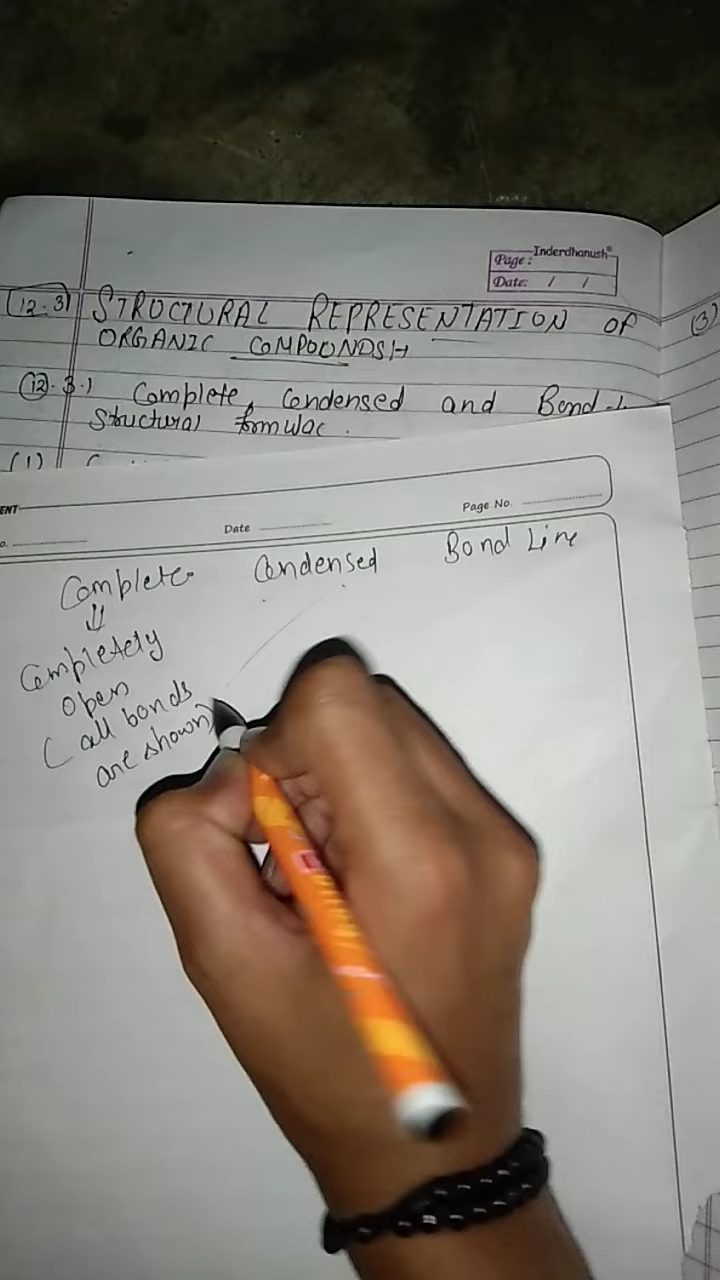 Inderdhanush
Page:
Date: / /
12.3 STRUCTURAL REPRESENTATION OF (3)
ORGANIC COMPOUNDS
12.3.1 Complete, Condensed and Bond-
Structural formulae.
(1)
Page No.
Date
Complete Condensed Bond Line
⇓
Completely
open
(all bonds
are shown)